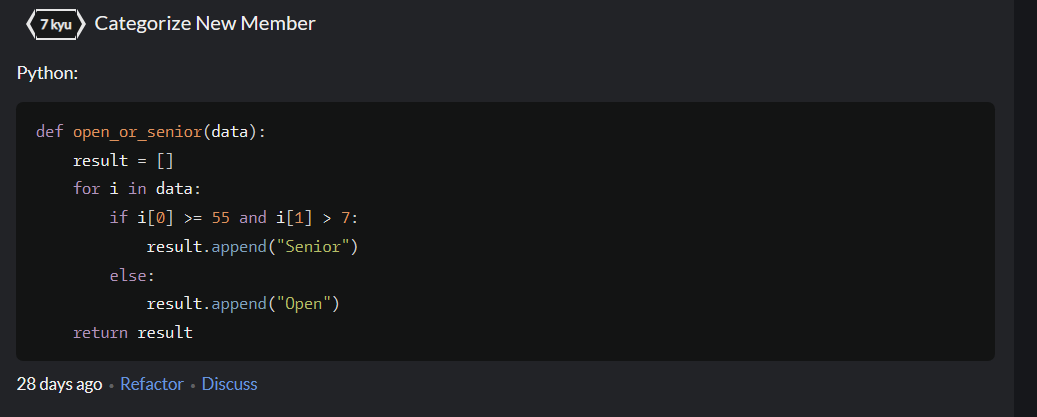 7 kyu Categorize New Member
Python:
def open_or_senior(data):
    result = []
    for i in data:
        if i[0] >= 55 and i[1] > 7:
            result.append("Senior")
        else:
            result.append("Open")
    return result
28 days ago • Refactor • Discuss